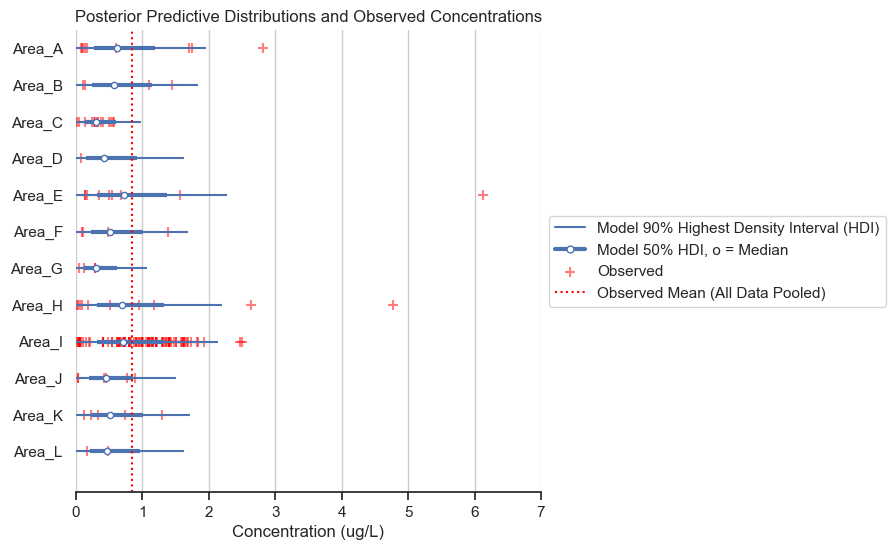 Posterior Predictive Distributions and Observed Concentrations
Area_A
Area_B
Area_C
Area_D
Area_E
Area_F
Area_G
Area_H
Area_I
Area_J
Area_K
Area_L
Model 90% Highest Density Interval (HDI)
Model 50% HDI, o = Median
Observed
Observed Mean (All Data Pooled)
0 1 2 3 4 5 6 7
Concentration (ug/L)